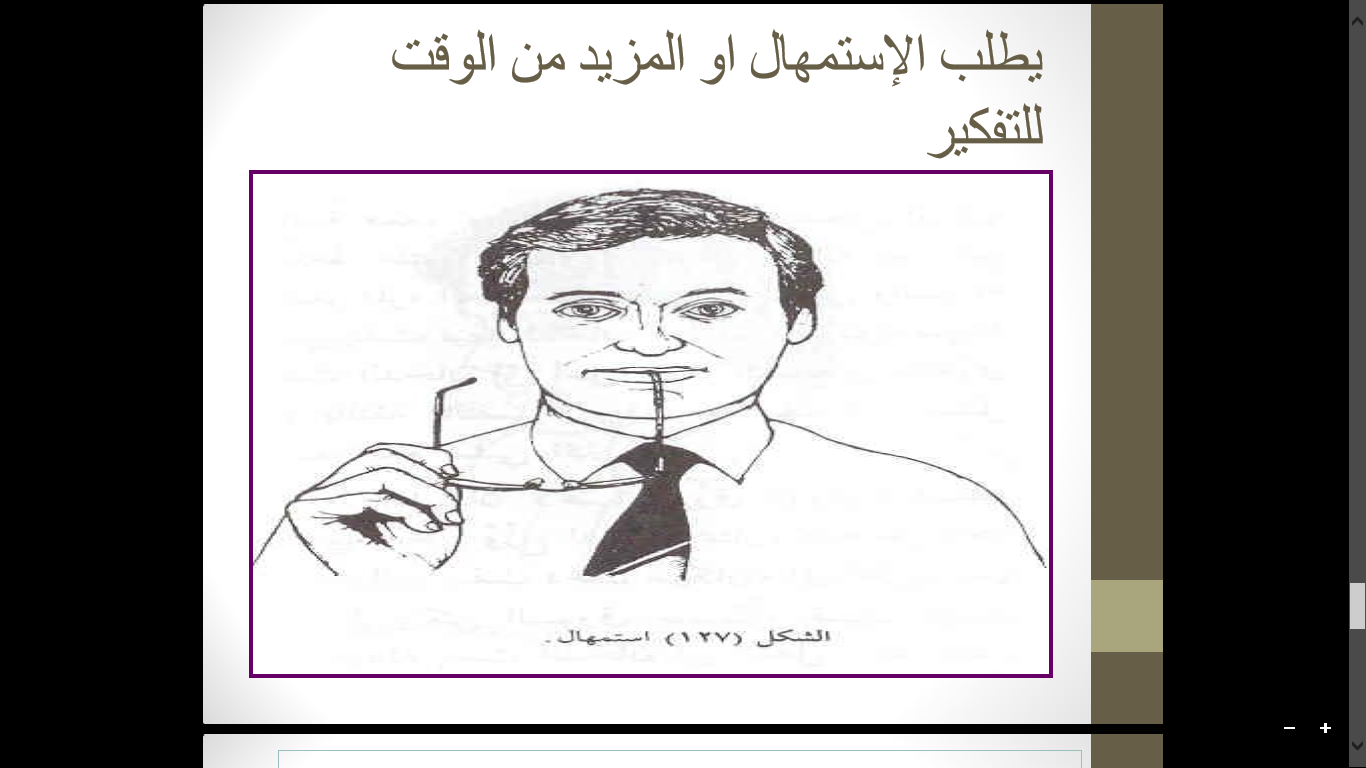 يطلب الإستمهال او المزيد من الوقت
للتفكير
الشكل (١٢٧) استمهال.